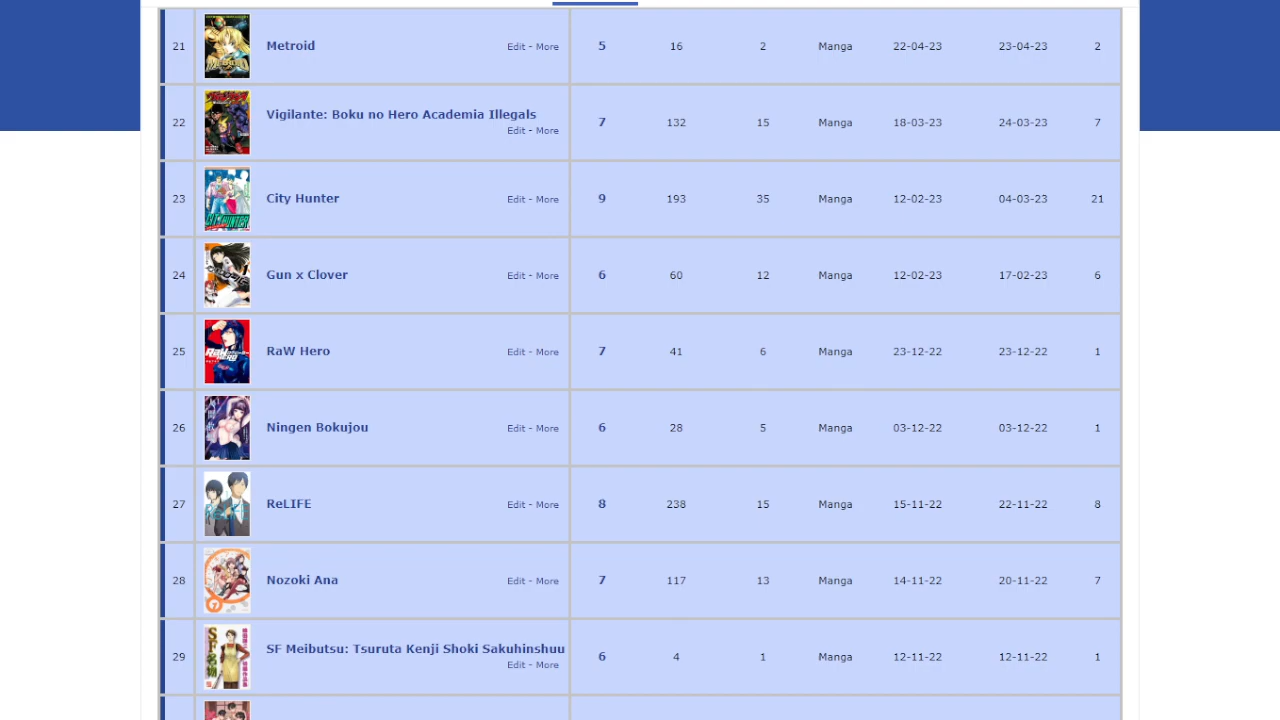 21 Metroid Edit - More 5 16 2 Manga 22-04-23 23-04-23 2
22 Vigilante: Boku no Hero Academia Illegals
Edit - More 7 132 15 Manga 18-03-23 24-03-23 7
23 City Hunter Edit - More 9 193 35 Manga 12-02-23 04-03-23 21
24 Gun x Clover Edit - More 6 60 12 Manga 12-02-23 17-02-23 6
25 RaW Hero Edit - More 7 41 6 Manga 23-12-22 23-12-22 1
26 Ningen Bokujou Edit - More 6 28 5 Manga 03-12-22 03-12-22 1
27 ReLIFE Edit - More 8 238 15 Manga 15-11-22 22-11-22 8
28 Nozoki Ana Edit - More 7 117 13 Manga 14-11-22 20-11-22 7
29 SF Meibutsu: Tsuruta Kenji Shoki Sakuhinshuu
Edit - More 6 4 1 Manga 12-11-22 12-11-22 1